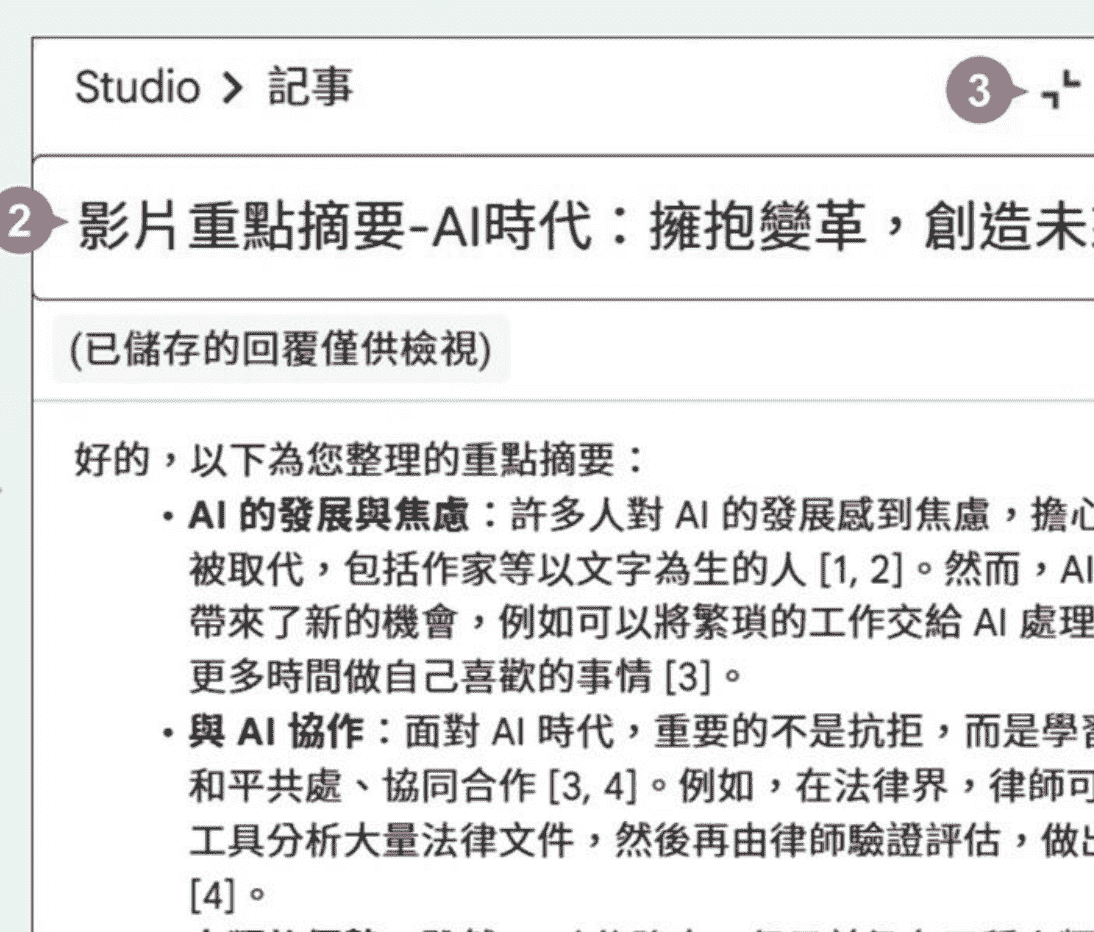 Studio > 記事
3
2
影片重點摘要-AI時代：擁抱變革，創造未
(已儲存的回覆僅供檢視)
好的，以下為您整理的重點摘要：
• AI 的發展與焦慮：許多人對 AI 的發展感到焦慮，擔心
被取代，包括作家等以文字為生的人 [1, 2]。然而，AI
帶來了新的機會，例如可以將繁瑣的工作交給 AI 處理
更多時間做自己喜歡的事情 [3]。
• 與 AI 協作：面對 AI 時代，重要的不是抗拒，而是學習
和平共處、協同合作 [3, 4]。例如，在法律界，律師可
工具分析大量法律文件，然後再由律師驗證評估，做出
[4]。